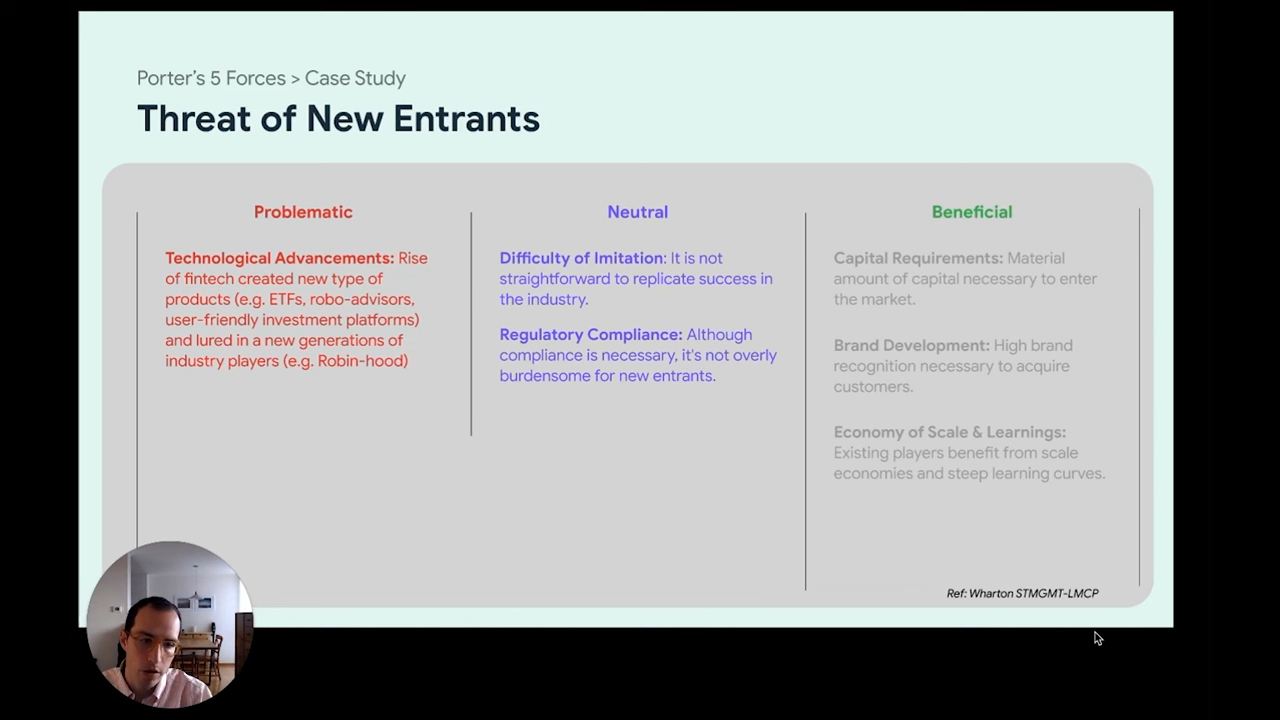 Porter's 5 Forces > Case Study
Threat of New Entrants
Problematic
Technological Advancements: Rise
of fintech created new type of
products (e.g. ETFs, robo-advisors,
user-friendly investment platforms)
and lured in a new generations of
industry players (e.g. Robin-hood)
Neutral
Difficulty of Imitation: It is not
straightforward to replicate success in
the industry.
Regulatory Compliance: Although
compliance is necessary, it's not overly
burdensome for new entrants.
Beneficial
Capital Requirements: Material
amount of capital necessary to enter
the market.
Brand Development: High brand
recognition necessary to acquire
customers.
Economy of Scale & Learnings:
Existing players benefit from scale
economies and steep learning curves.
Ref: Wharton STMGMT-LMCP